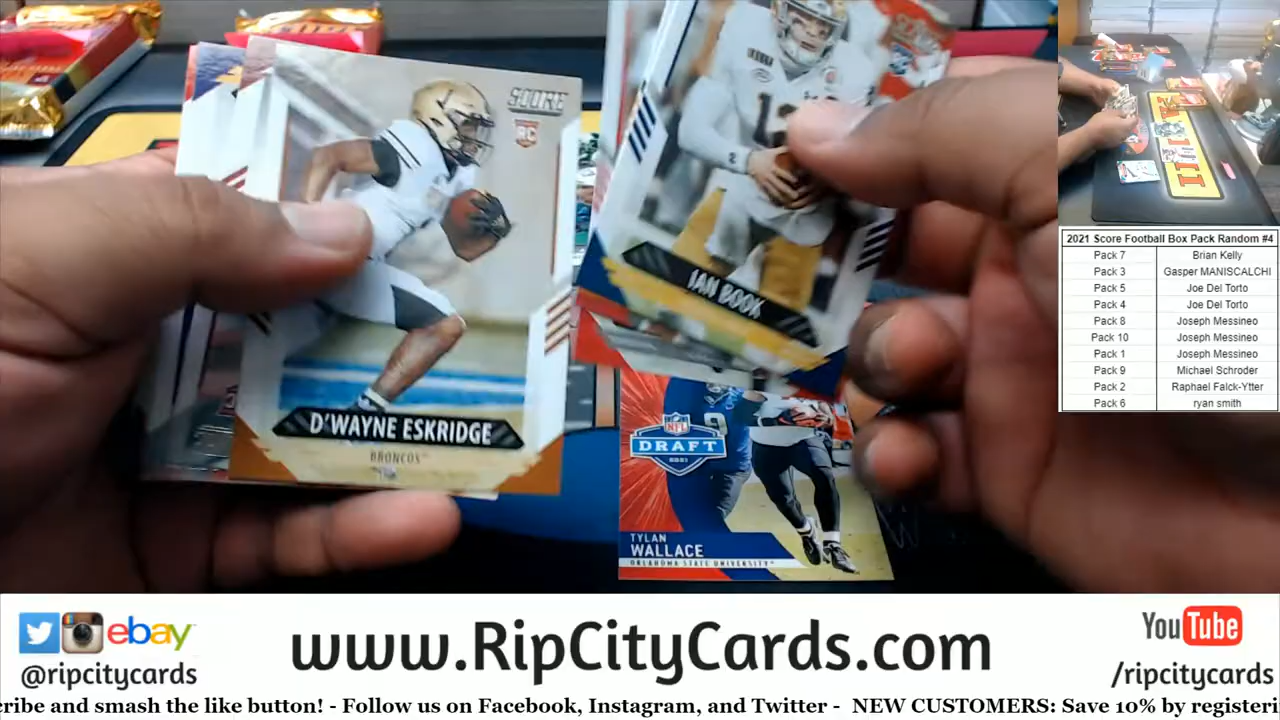 SCORE
RC
D'WAYNE ESKRIDGE
BRONCOS
IAN BOOK
NFL
DRAFT
2021
TYLAN
WALLACE
OKLAHOMA STATE UNIVERSITY
2021 Score Football Box Pack Random #4
Pack 7 Brian Kelly
Pack 3 Gasper MANISCALCHI
Pack 5 Joe Del Torto
Pack 4 Joe Del Torto
Pack 8 Joseph Messineo
Pack 10 Joseph Messineo
Pack 1 Joseph Messineo
Pack 9 Michael Schroder
Pack 2 Raphael Falck-Ytter
Pack 6 ryan smith
ebay
@ripcitycards
www.RipCityCards.com
YouTube
/ripcitycards
cribe and smash the like button! - Follow us on Facebook, Instagram, and Twitter - NEW CUSTOMERS: Save 10% by registeri